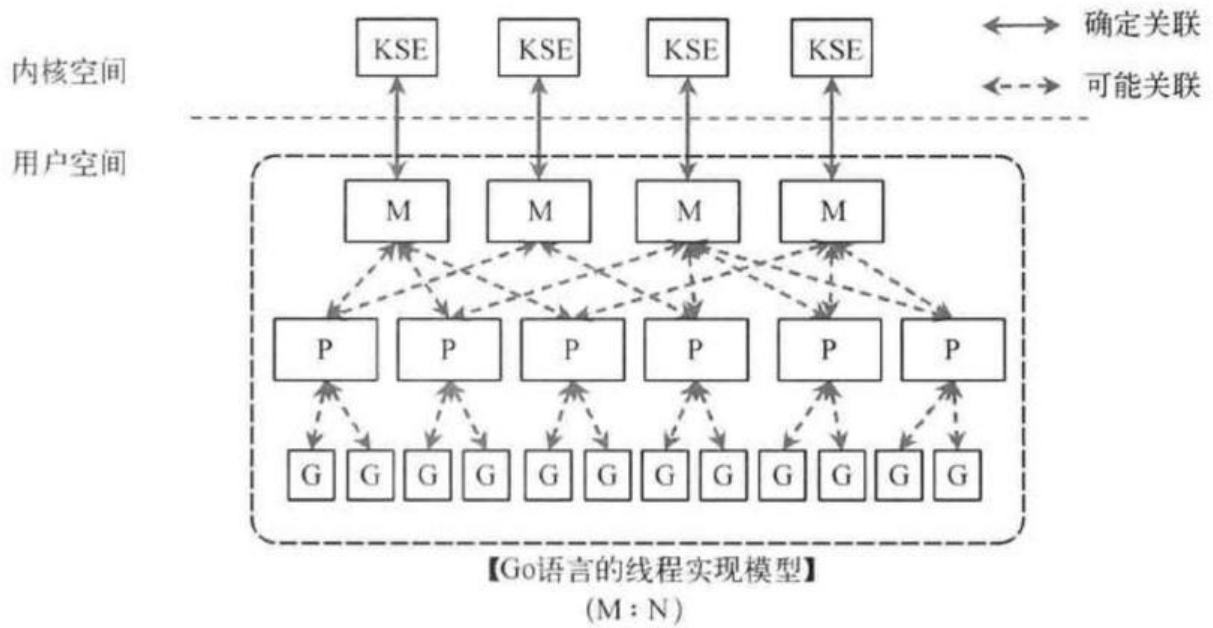 KSE KSE KSE KSE
确定关联
内核空间
可能关联
用户空间
M M M M
P P P P P P
G G G G G G G G G G G G
【Go语言的线程实现模型】
(M:N)